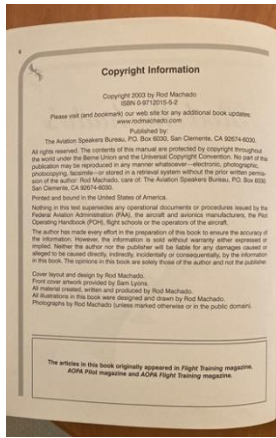 Copyright Information
Copyright 2003 by Rod Machado
ISBN 0-9712015-5-2
Please visit (and bookmark) our web site for any additional book updates:
www.rodmachado.com
Published by:
The Aviation Speakers Bureau, P.O. Box 6030, San Clemente, CA 92674-6030.
All rights reserved. The contents of this manual are protected by copyright throughout
the world under the Berne Union and the Universal Copyright Convention. No part of this
publication may be reproduced in any manner whatsoever—electronic, photographic,
photocopying, facsimile—or stored in a retrieval system without the prior written permis-
sion of the author: Rod Machado, care of: The Aviation Speakers Bureau, P.O. Box 6030,
San Clemente, CA 92674-6030.
Printed and bound in the United States of America.
Nothing in this text supersedes any operational documents or procedures issued by the
Federal Aviation Administration (FAA), the aircraft and avionics manufacturers, the Pilot
Operating Handbook (POH), flight schools or the operators of the aircraft.
The author has made every effort in the preparation of this book to ensure the accuracy of
the information. However, the information is sold without warranty either expressed or
implied. Neither the author nor the publisher will be liable for any damages caused or
alleged to be caused directly, indirectly, incidentally or consequently, by the information
in this book. The opinions in this book are solely those of the author and not the publisher.
Cover layout and design by Rod Machado.
Front cover artwork provided by Sam Lyons.
All material created, written and produced by Rod Machado.
All illustrations in this book were designed and drawn by Rod Machado.
Photographs by Rod Machado (unless marked otherwise or in the public domain).
The articles in this book originally appeared in Flight Training magazine,
AOPA Pilot magazine and AOPA Flight Training magazine.